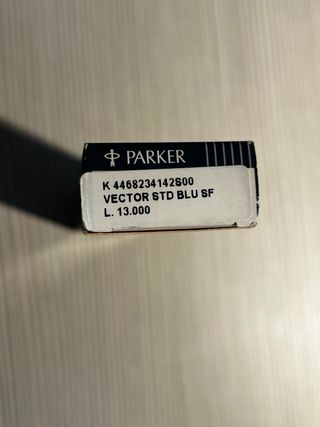 PARKER
K 4468234142S00
VECTOR STD BLU SF
L. 13.000